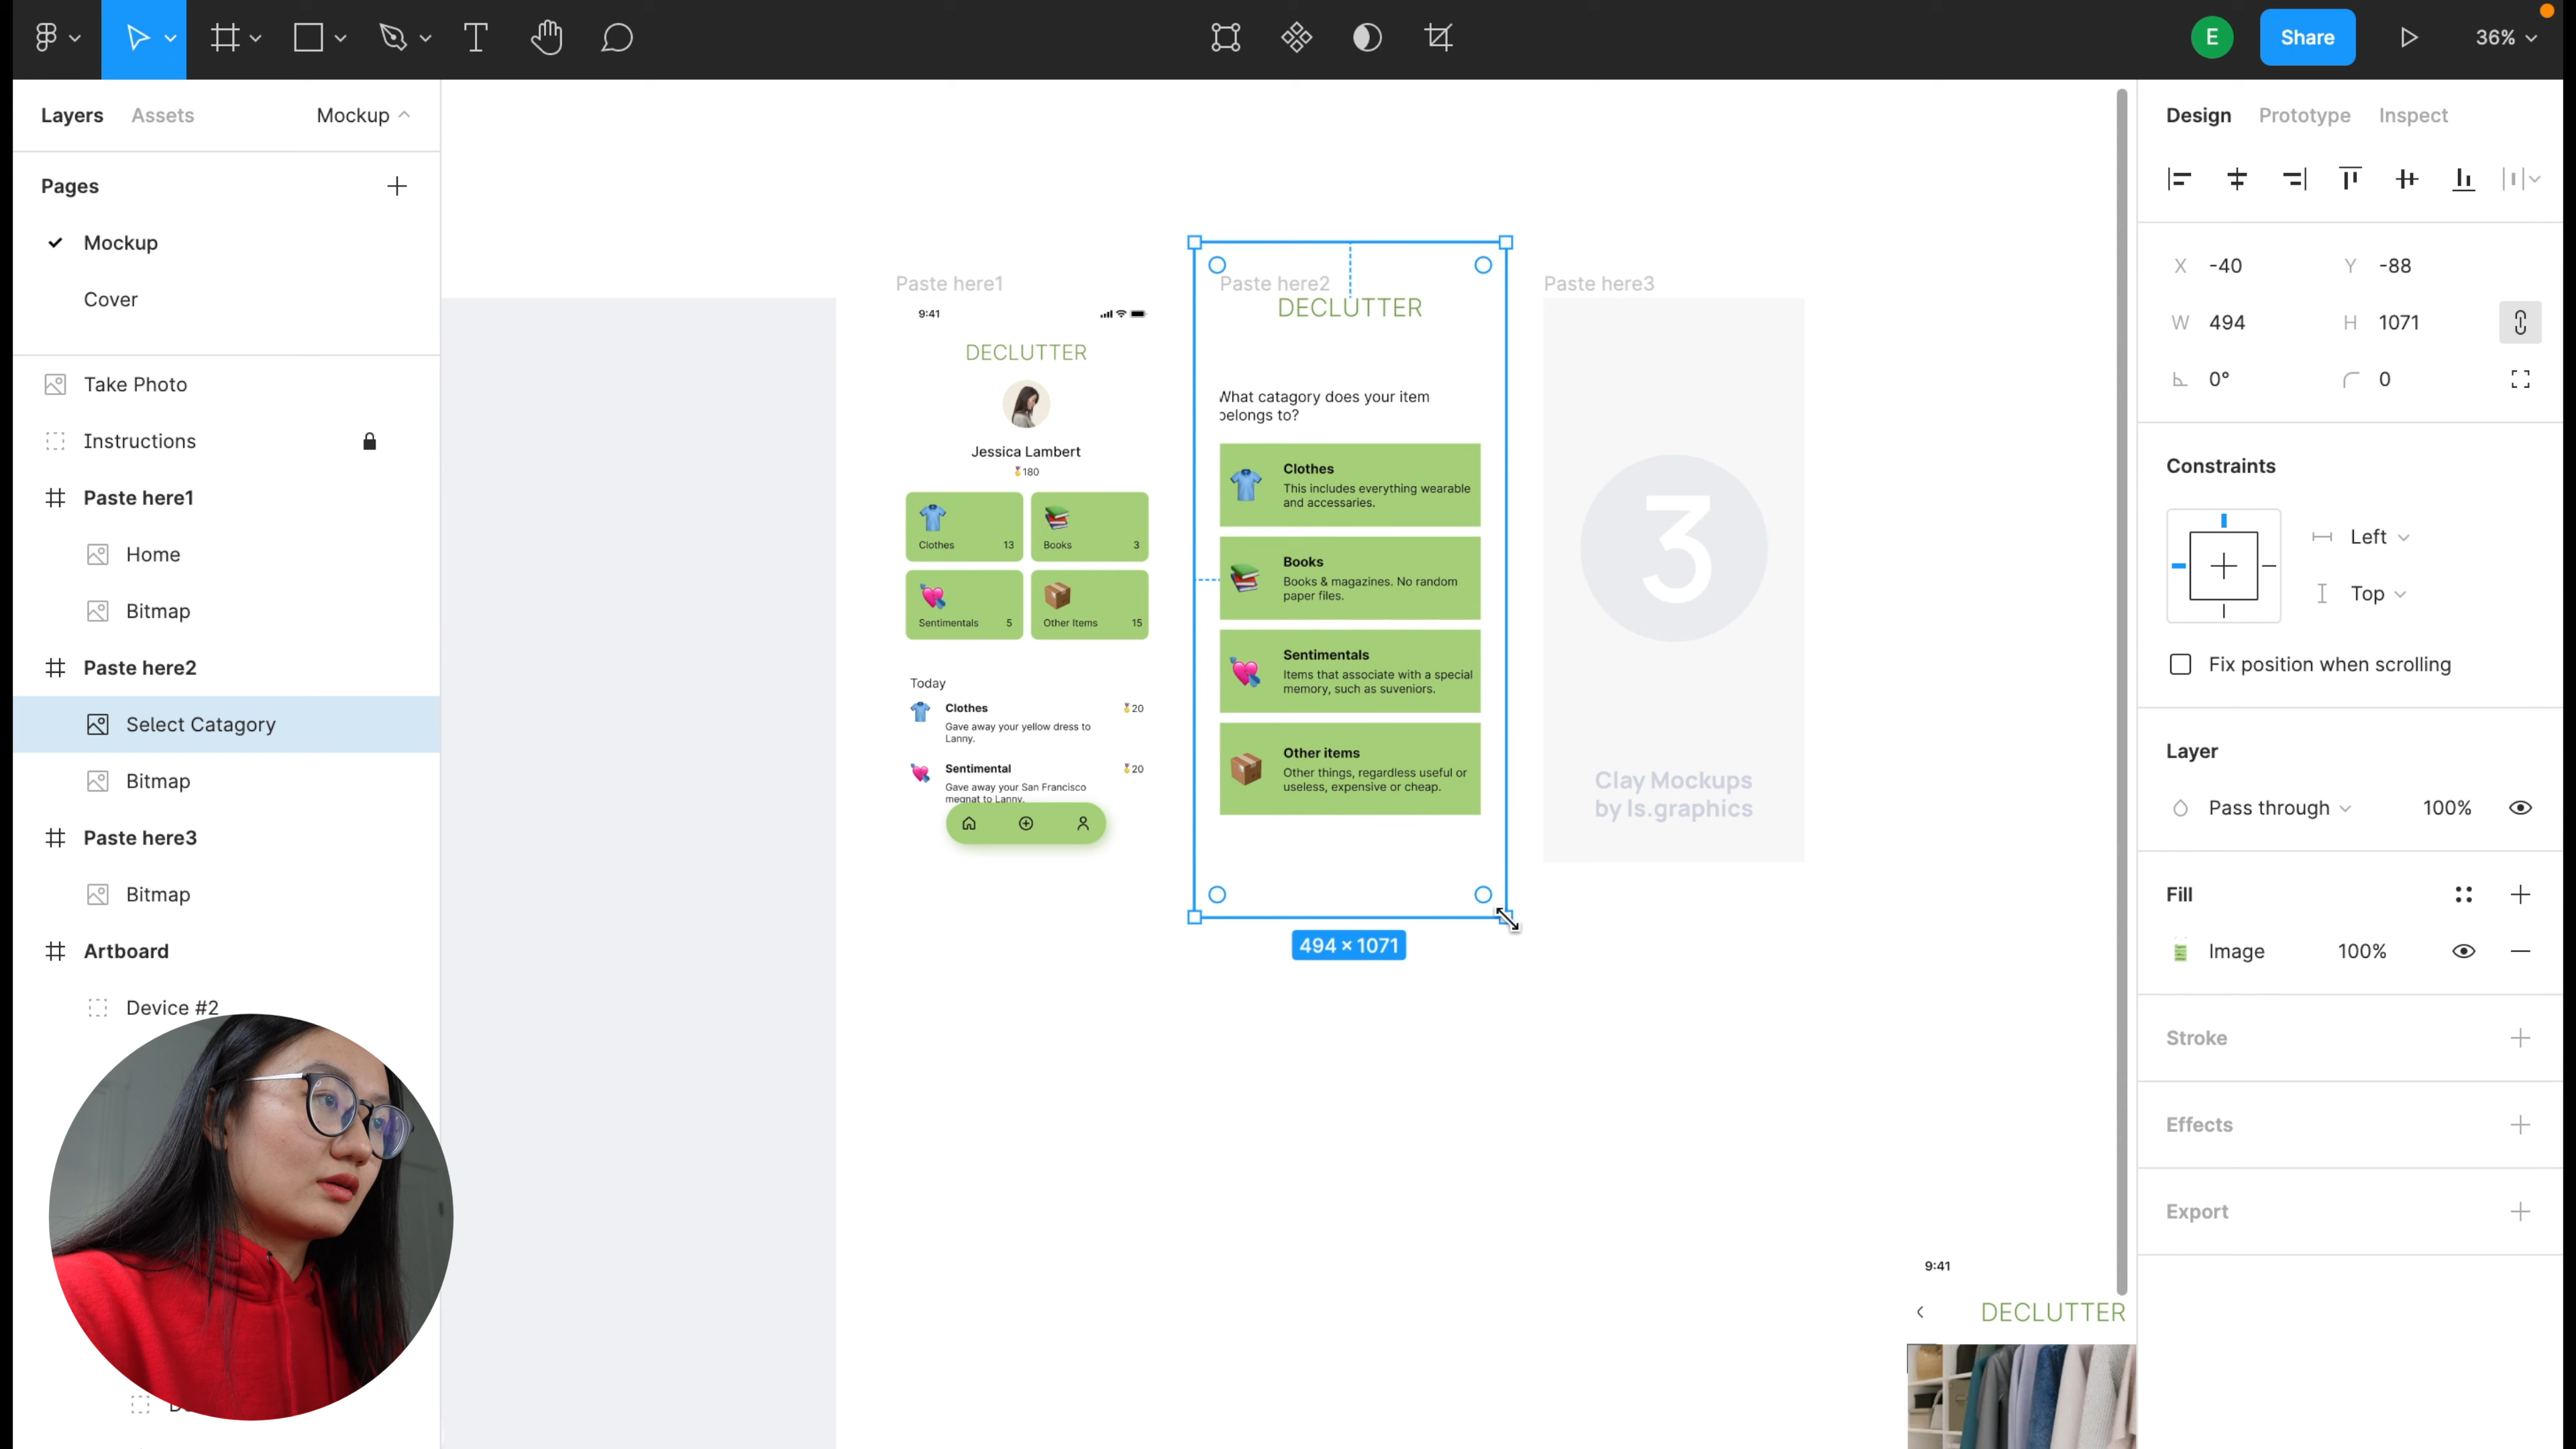 E
Share
36%
Layers
Assets
Mockup
Pages
Mockup
Cover
Take Photo
Instructions
Paste here1
Home
Bitmap
Paste here2
Select Catagory
Bitmap
Paste here3
Bitmap
Artboard
Device #2
Paste here1
9:41
DECLUTTER
Jessica Lambert
180
Clothes 13
Books 3
Sentimentals 5
Other Items 15
Today
Clothes
20
Gave away your yellow dress to
Lanny.
Sentimental
20
Gave away your San Francisco
megnat to Lanny.
Paste here2
DECLUTTER
What catagory does your item
belongs to?
Clothes
This includes everything wearable
and accessaries.
Books
Books & magazines. No random
paper files.
Sentimentals
Items that associate with a special
memory, such as suveniors.
Other items
Other things, regardless useful or
useless, expensive or cheap.
494 × 1071
Paste here3
3
Clay Mockups
by ls.graphics
9:41
DECLUTTER
Design
Prototype
Inspect
X -40
Y -88
W 494
H 1071
0°
0
Constraints
Left
Top
Fix position when scrolling
Layer
Pass through
100%
Fill
Image
100%
Stroke
Effects
Export